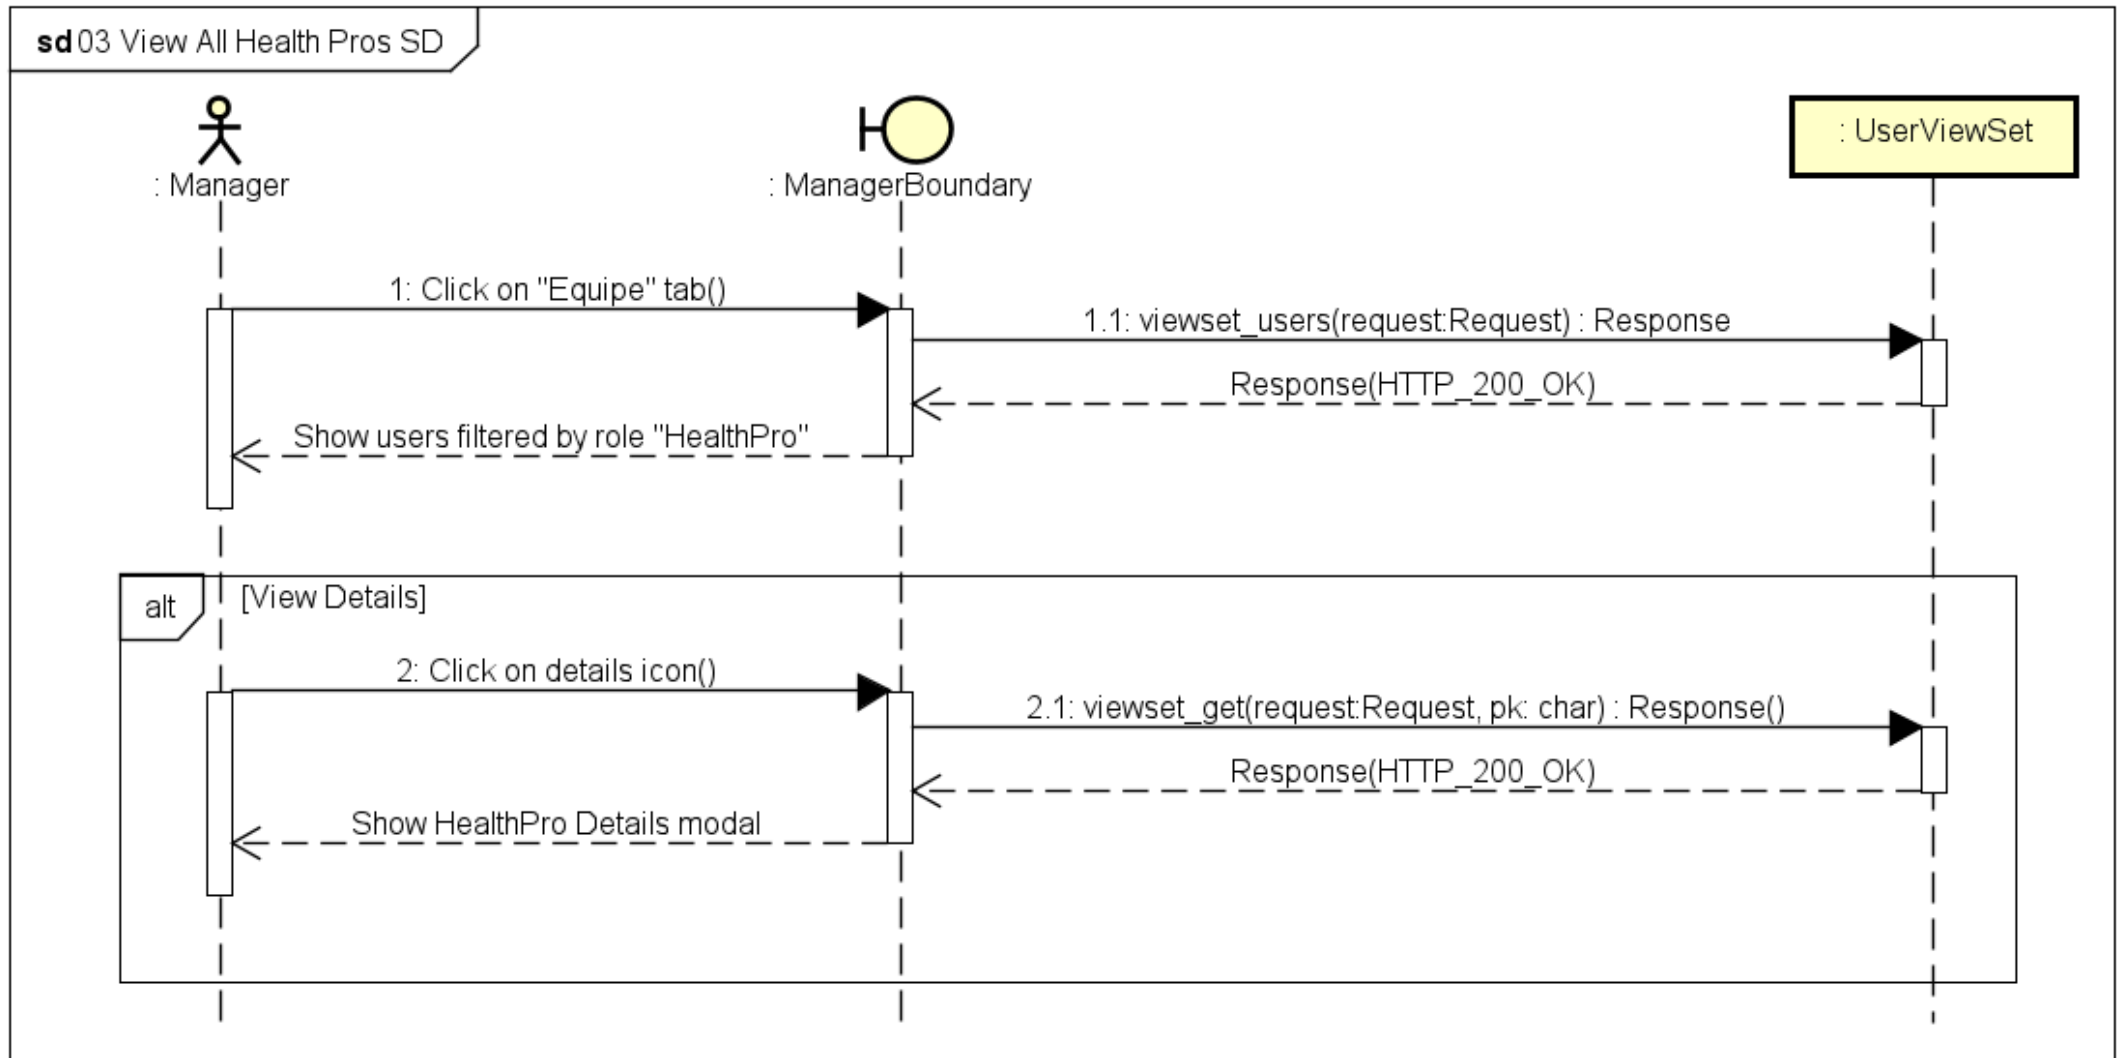 sd 03 View All Health Pros SD
: Manager
: ManagerBoundary
: UserViewSet
1: Click on "Equipe" tab()
1.1: viewset_users(request:Request) : Response
Response(HTTP_200_OK)
Show users filtered by role "HealthPro"
alt
[View Details]
2: Click on details icon()
2.1: viewset_get(request:Request, pk: char) : Response()
Response(HTTP_200_OK)
Show HealthPro Details modal